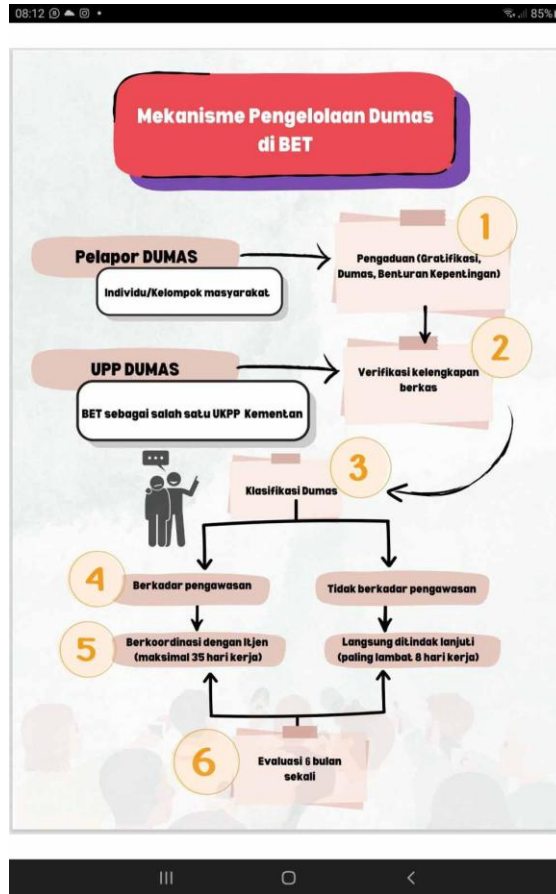 08:12
85%
Mekanisme Pengelolaan Dumas
di BET
1
Pelapor DUMAS
Individu/Kelompok masyarakat
Pengaduan (Gratifikasi,
Dumas, Benturan Kepentingan)
2
UPP DUMAS
BET sebagai salah satu UKPP Kementan
Verifikasi kelengkapan
berkas
3
Klasifikasi Dumas
4
Berkadar pengawasan
Tidak berkadar pengawasan
5
Berkoordinasi dengan Itjen
(maksimal 35 hari kerja)
Langsung ditindak lanjuti
(paling lambat 8 hari kerja)
6
Evaluasi 6 bulan
sekali